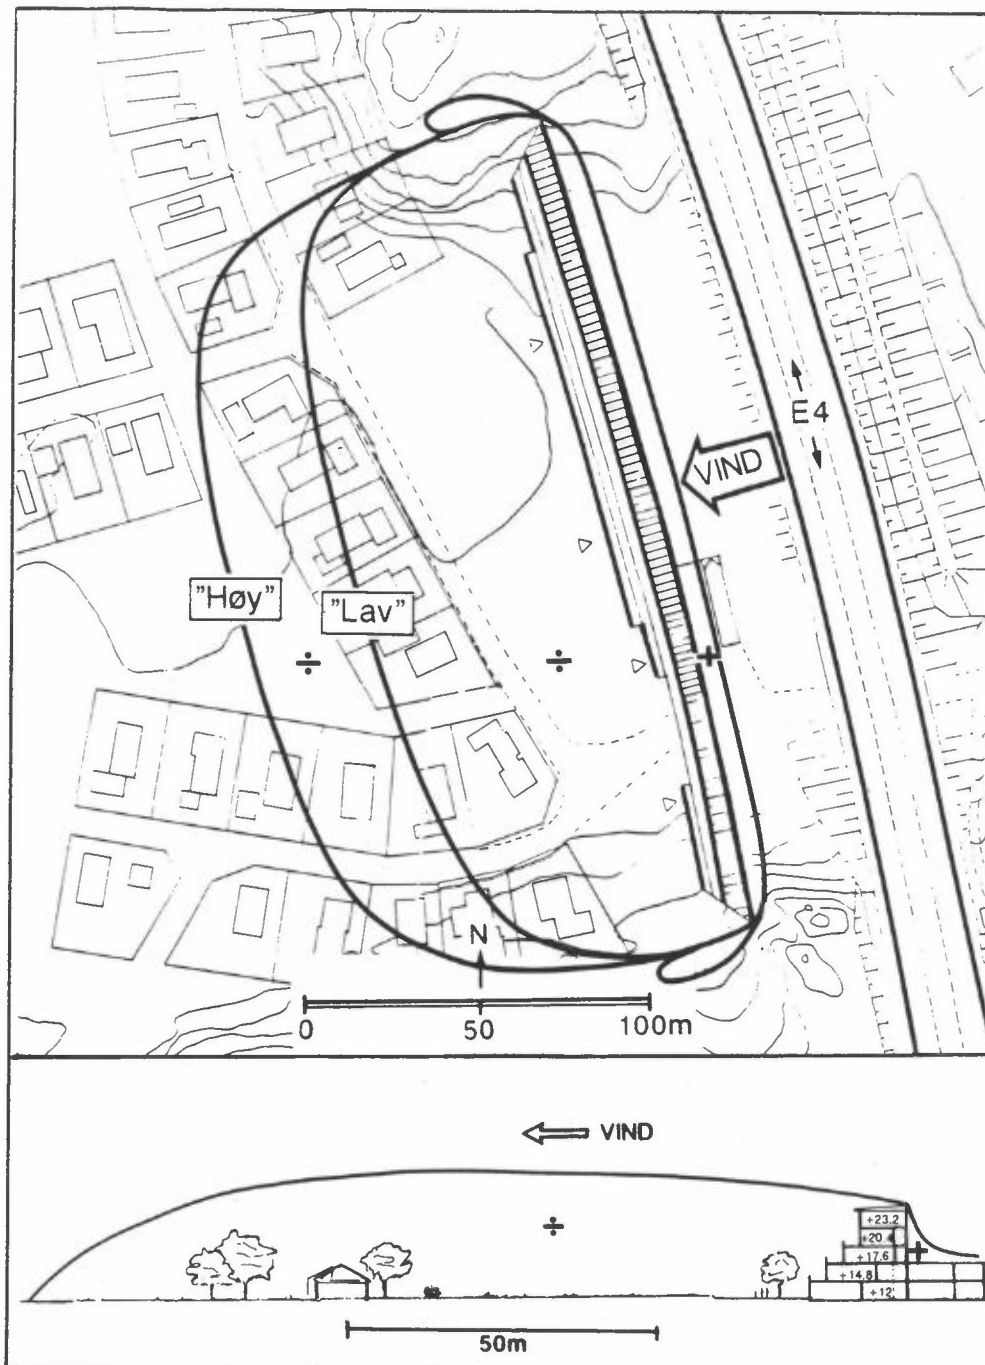 E4
VIND
"Høy" "Lav"
÷ ÷ +
N
0 50 100m
VIND
÷
+23.2
+20.4
+
+17.6
+14.8
+12
50m